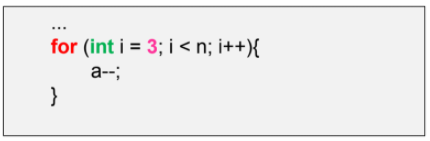 ...
for (int i = 3; i < n; i++){
a--;
}